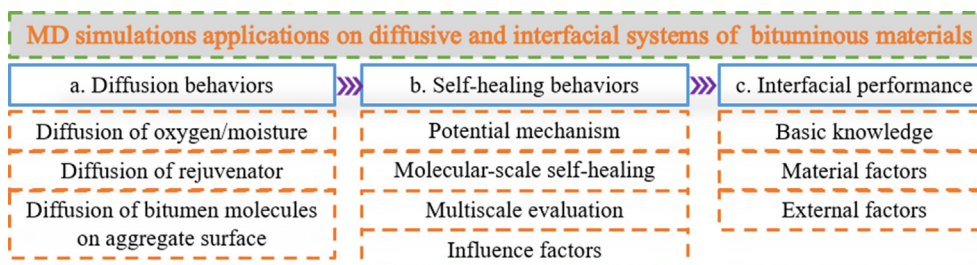 MD simulations applications on diffusive and interfacial systems of bituminous materials
a. Diffusion behaviors
Diffusion of oxygen/moisture
Diffusion of rejuvenator
Diffusion of bitumen molecules
on aggregate surface
b. Self-healing behaviors
Potential mechanism
Molecular-scale self-healing
Multiscale evaluation
Influence factors
c. Interfacial performance
Basic knowledge
Material factors
External factors